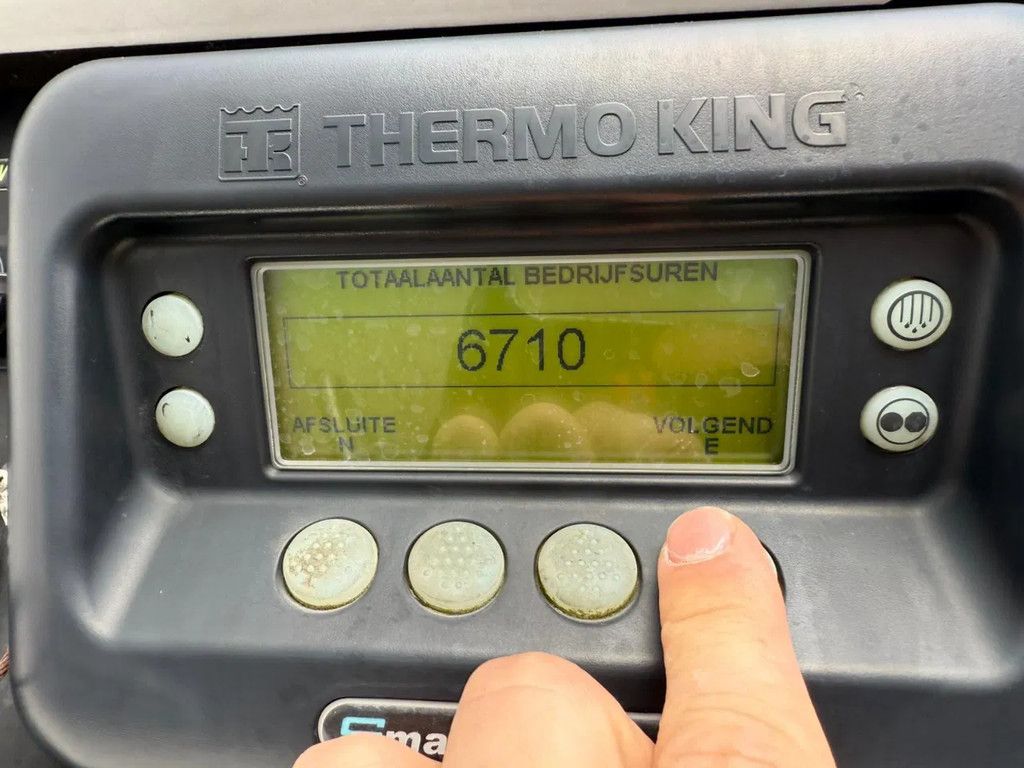 THERMO KING
TOTAALAANTAL BEDRIJFSUREN
6710
AFSLUITE
N
VOLGEND
E